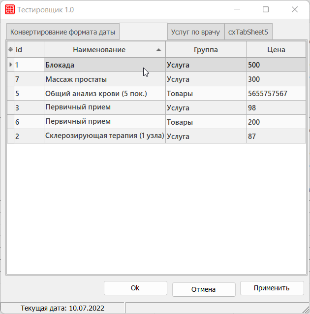 Тестировщик 1.0
Конвертирование формата даты Услуг по врачу cxTabSheet5
Id Наименование Группа Цена
1 Блокада Услуга 500
7 Массаж простаты Услуга 300
5 Общий анализ крови (5 пок.) Товары 5655757567
3 Первичный прием Услуга 98
6 Первичный прием Товары 200
2 Склерозирующая терапия (1 узла) Услуга 87
Ok Отмена Применить
Текущая дата: 10.07.2022